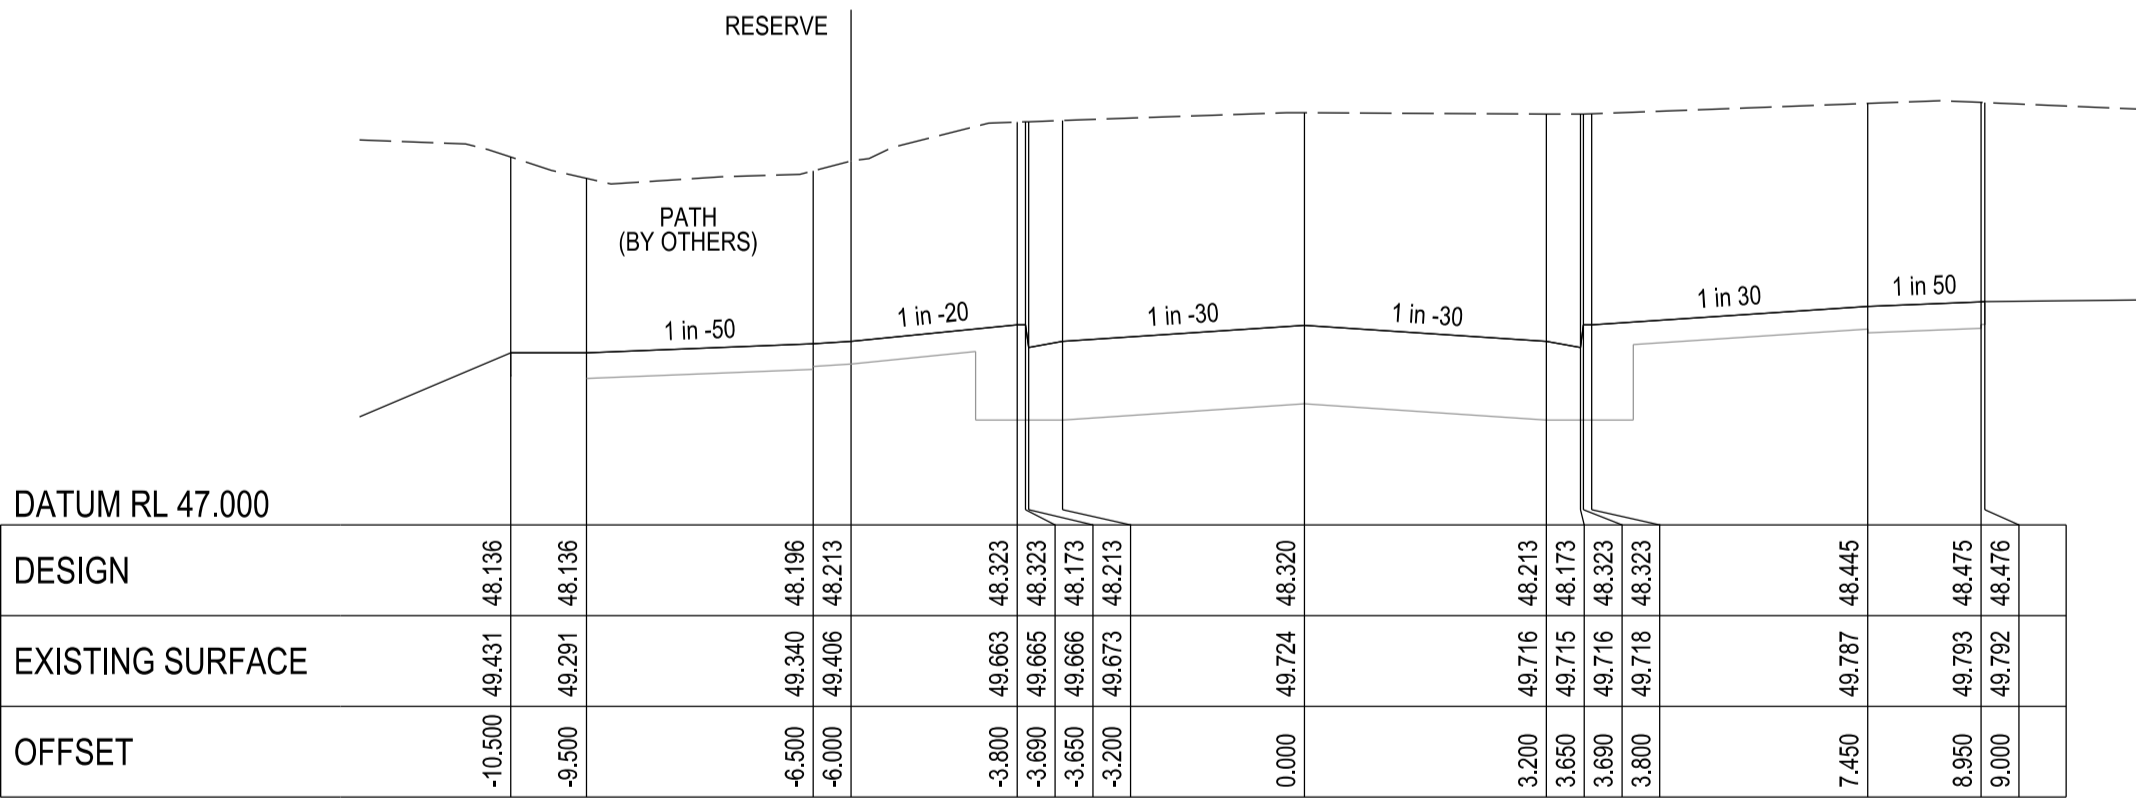 RESERVE
PATH
(BY OTHERS)
1 in -50
1 in -20
1 in -30
1 in -30
1 in 30
1 in 50
DATUM RL 47.000
DESIGN 48.136 48.136 48.196 48.213 48.323 48.323 48.173 48.213 48.320 48.213 48.173 48.323 48.323 48.445 48.475 48.476
EXISTING SURFACE 49.431 49.291 49.340 49.406 49.663 49.665 49.666 49.673 49.724 49.716 49.715 49.716 49.718 49.787 49.793 49.792
OFFSET -10.500 -9.500 -6.500 -6.000 -3.800 -3.690 -3.650 -3.200 0.000 3.200 3.650 3.690 3.800 7.450 8.950 9.000